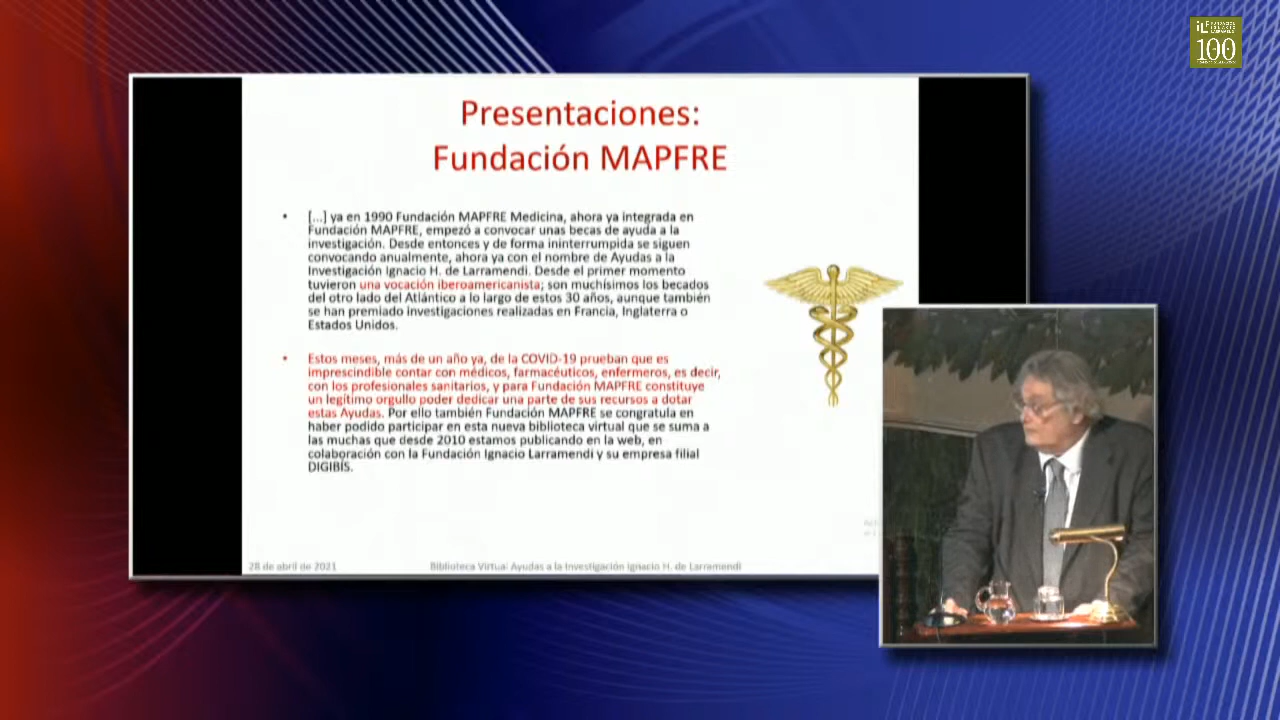 FUNDACIÓN
100
Presentaciones:
Fundación MAPFRE
• [...] ya en 1990 Fundación MAPFRE Medicina, ahora ya integrada en
Fundación MAPFRE, empezó a convocar unas becas de ayuda a la
investigación. Desde entonces y de forma ininterrumpida se siguen
convocando anualmente, ahora ya con el nombre de Ayudas a la
Investigación Ignacio H. de Larramendi. Desde el primer momento
tuvieron una vocación iberoamericanista; son muchísimos los becados
del otro lado del Atlántico a lo largo de estos 30 años, aunque también
se han premiado investigaciones realizadas en Francia, Inglaterra o
Estados Unidos.
• Estos meses, más de un año ya, de la COVID-19 prueban que es
imprescindible contar con médicos, farmacéuticos, enfermeros, es decir,
con los profesionales sanitarios, y para Fundación MAPFRE constituye
un legítimo orgullo poder dedicar una parte de sus recursos a dotar
estas Ayudas. Por ello también Fundación MAPFRE se congratula en
haber podido participar en esta nueva biblioteca virtual que se suma a
las muchas que desde 2010 estamos publicando en la web, en
colaboración con la Fundación Ignacio Larramendi y su empresa filial
DIGIBÍS.
28 de abril de 2021
Biblioteca Virtual Ayudas a la Investigación Ignacio H. de Larramendi